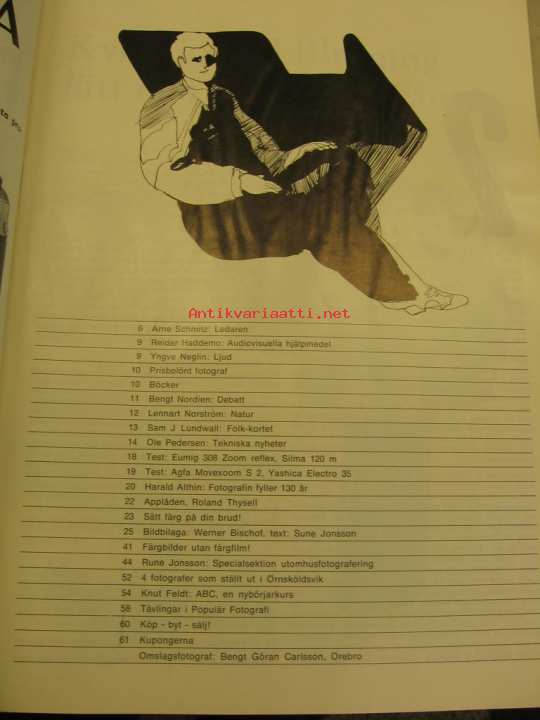 A
Antikvariaatti.net
6 Arne Schmitz: Ledaren
9 Reidar Haddemo: Audiovisuella hjälpmedel
9 Yngve Neglin: Ljud
10 Prisbelönt fotograf
10 Böcker
11 Bengt Nordien: Debatt
12 Lennart Norström: Natur
13 Sam J Lundwall: Folk-kortet
14 Ole Pedersen: Tekniska nyheter
18 Test: Eumig 308 Zoom reflex, Silma 120 m
19 Test: Agfa Movexoom S 2, Yashica Electro 35
20 Harald Althin: Fotografin fyller 130 år
22 Applåden, Roland Thysell
23 Sätt färg på din brud!
25 Bildbilaga: Werner Bischof, text: Sune Jonsson
41 Färgbilder utan färgfilm!
44 Rune Jonsson: Specialsektion utomhusfotografering
52 4 fotografer som ställt ut i Örnsköldsvik
54 Knut Feldt: ABC, en nybörjarkurs
58 Tävlingar i Populär Fotografi
60 Köp - byt - sälj!
61 Kupongerna
Omslagsfotograf: Bengt Göran Carlsson, Örebro